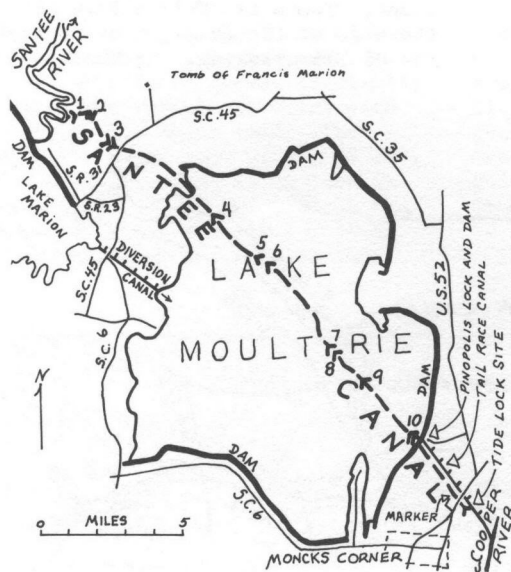 SANTEE
RIVER
Tomb of Francis Marion
S.C. 45
1 2
3
SANTEE CANAL
DAM
S.R. 31
S.R. 23
LAKE
MARION
DIVERSION
CANAL
S.C. 45
S.C. 6
DAM
S.C. 35
4
5 6
LAKE
MOULTRIE
7
8
9
10
U.S. 52
PINOPOLIS LOCK AND DAM
TAIL RACE CANAL
TIDE LOCK SITE
DAM
N
DAM
S.C. 6
0 MILES 5
MARKER
MONCKS CORNER
COOPER
RIVER